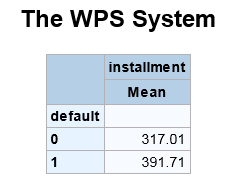 The WPS System
installment
Mean
default
0 317.01
1 391.71